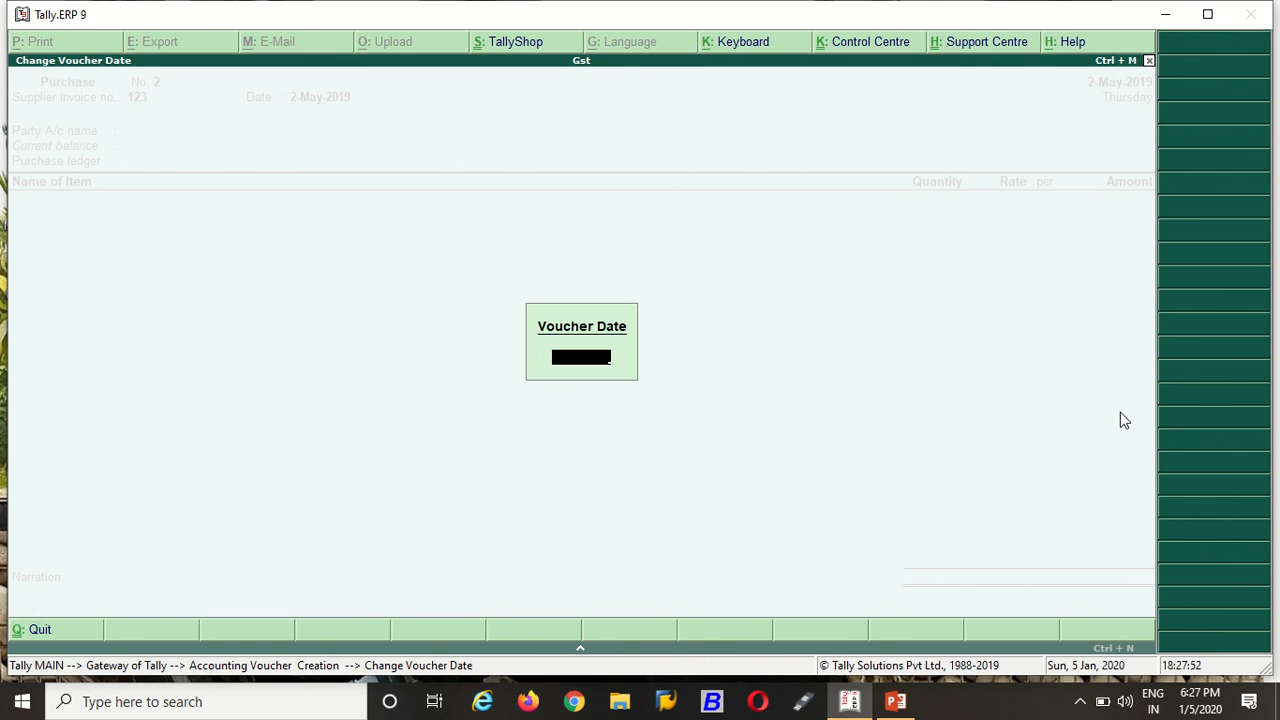 Tally.ERP 9
P: Print E: Export M: E-Mail O: Upload S: TallyShop G: Language K: Keyboard K: Control Centre H: Support Centre H: Help
Change Voucher Date Gst Ctrl + M
Purchase No. 2 2-May-2019
Supplier invoice no.: 123 Date : 2-May-2019 Thursday
Party A/c name :
Current balance :
Purchase ledger :
Name of Item Quantity Rate per Amount
Voucher Date
Narration:
Q: Quit
Ctrl + N
Tally MAIN --> Gateway of Tally --> Accounting Voucher Creation --> Change Voucher Date © Tally Solutions Pvt Ltd., 1988-2019 Sun, 5 Jan, 2020 18:27:52
Type here to search
ENG 6:27 PM
IN 1/5/2020